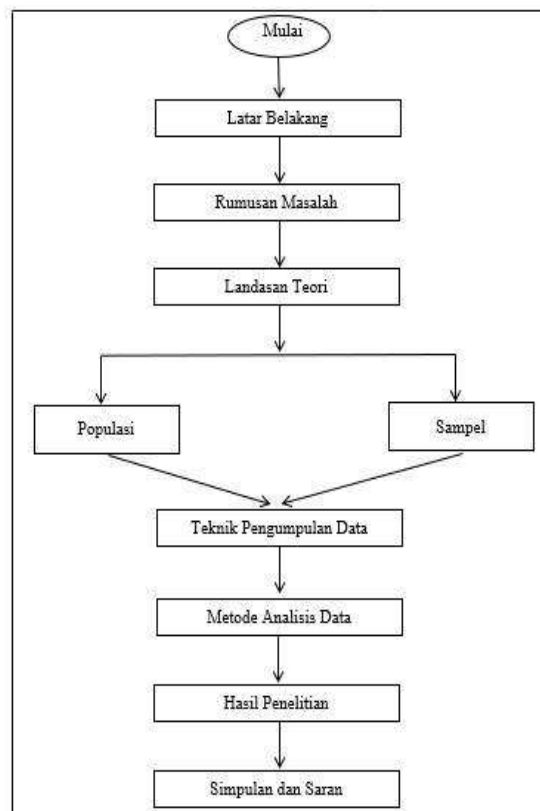 Mulai
Latar Belakang
Rumusan Masalah
Landasan Teori
Populasi
Sampel
Teknik Pengumpulan Data
Metode Analisis Data
Hasil Penelitian
Simpulan dan Saran